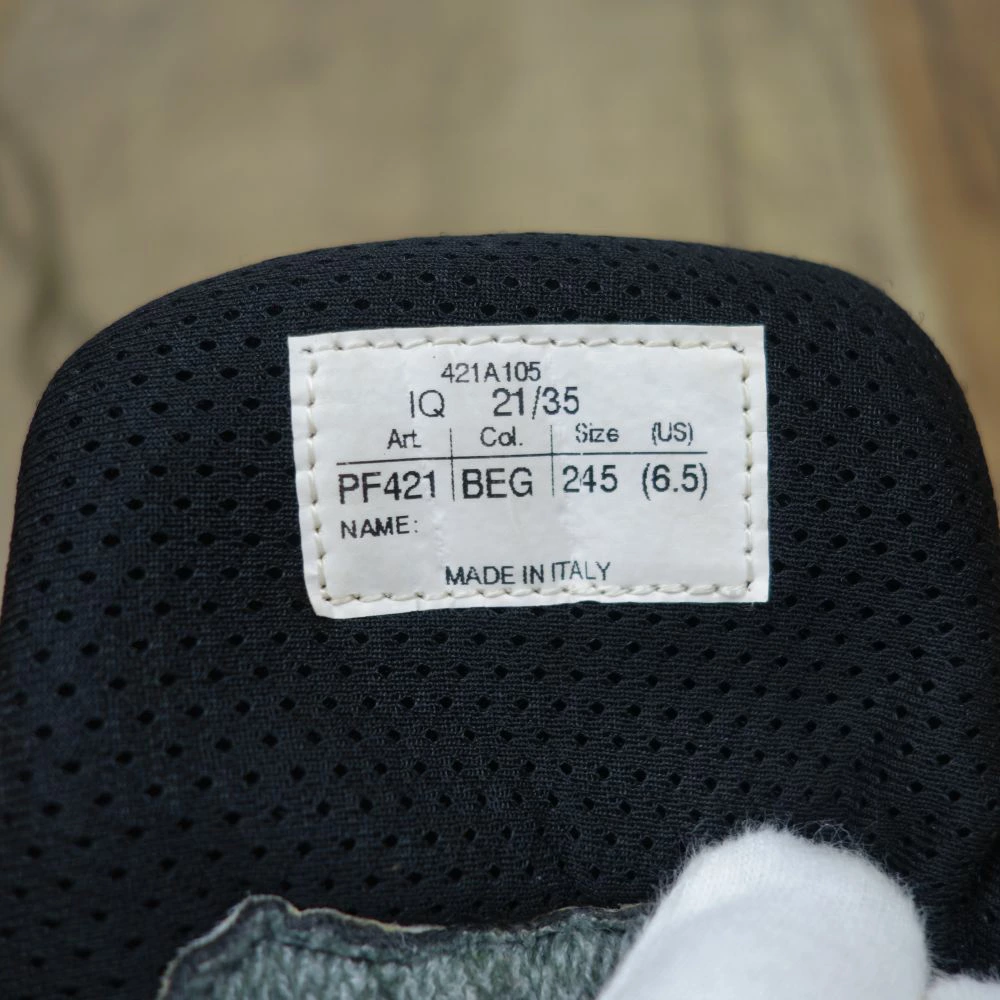 421A105
IQ 21/35
Art. Col. Size (US)
PF421 BEG 245 (6.5)
NAME:
MADE IN ITALY